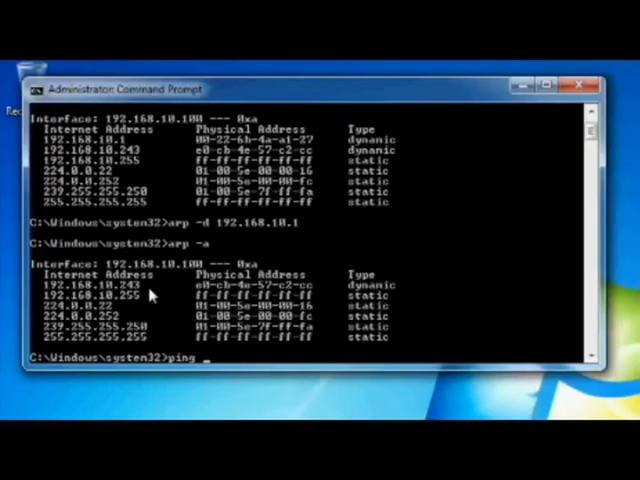 Administrator: Command Prompt
Interface: 192.168.10.100 --- 0xa
Internet Address Physical Address Type
192.168.10.1 00-22-6b-4a-a1-27 dynamic
192.168.10.243 e0-cb-4e-57-c2-cc dynamic
192.168.10.255 ff-ff-ff-ff-ff-ff static
224.0.0.22 01-00-5e-00-00-16 static
224.0.0.252 01-00-5e-00-00-fc static
239.255.255.250 01-00-5e-7f-ff-fa static
255.255.255.255 ff-ff-ff-ff-ff-ff static
C:\Windows\system32>arp -d 192.168.10.1
C:\Windows\system32>arp -a
Interface: 192.168.10.100 --- 0xa
Internet Address Physical Address Type
192.168.10.243 e0-cb-4e-57-c2-cc dynamic
192.168.10.255 ff-ff-ff-ff-ff-ff static
224.0.0.22 01-00-5e-00-00-16 static
224.0.0.252 01-00-5e-00-00-fc static
239.255.255.250 01-00-5e-7f-ff-fa static
255.255.255.255 ff-ff-ff-ff-ff-ff static
C:\Windows\system32>ping _